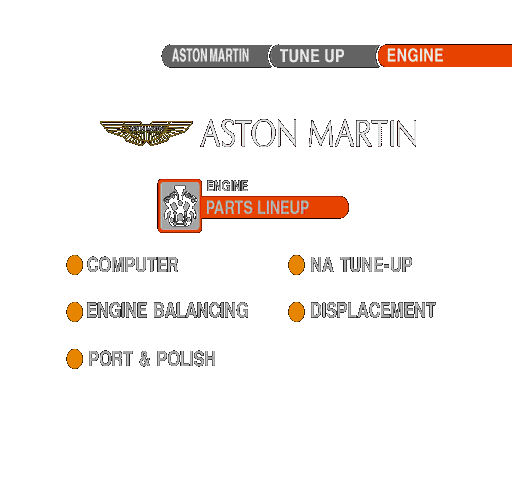 ASTON MARTIN TUNE UP ENGINE
ASTON MARTIN
ENGINE
PARTS LINEUP
COMPUTER NA TUNE-UP
ENGINE BALANCING DISPLACEMENT
PORT & POLISH